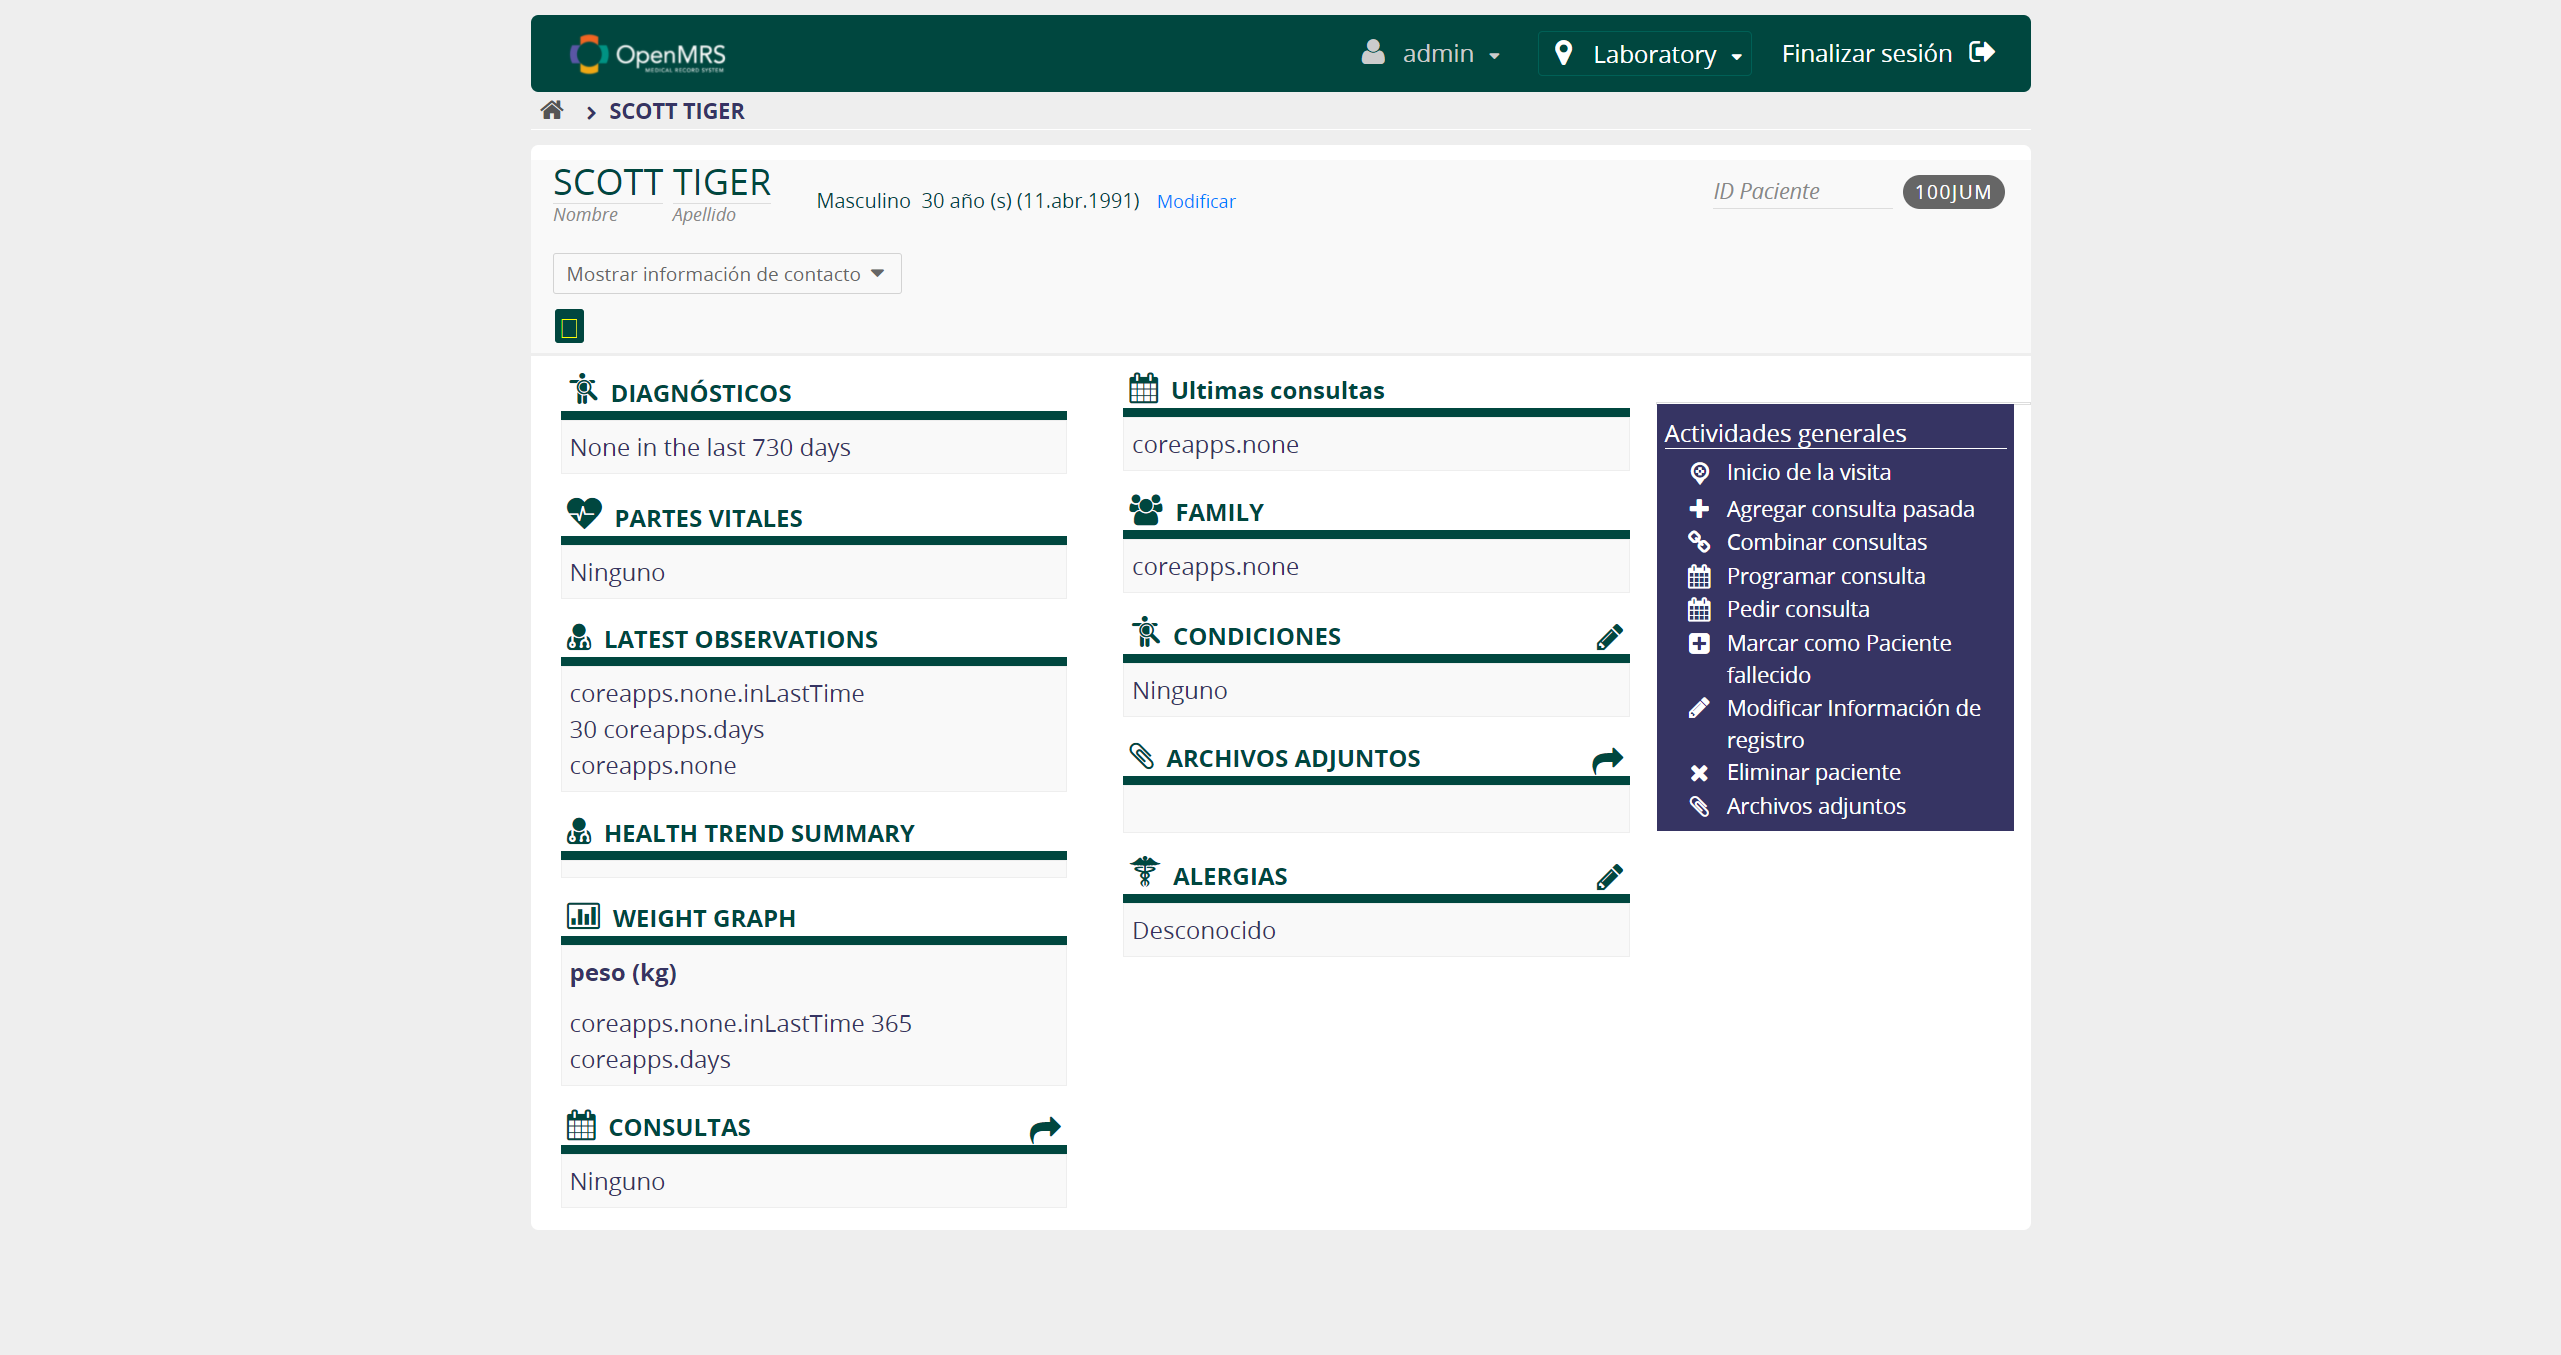 OpenMRS
MEDICAL RECORD SYSTEM
admin
Laboratory
Finalizar sesión
SCOTT TIGER
SCOTT TIGER
Nombre Apellido
Masculino 30 año (s) (11.abr.1991) Modificar
ID Paciente 100JUM
Mostrar información de contacto
DIAGNÓSTICOS
None in the last 730 days
PARTES VITALES
Ninguno
LATEST OBSERVATIONS
coreapps.none.inLastTime
30 coreapps.days
coreapps.none
HEALTH TREND SUMMARY
WEIGHT GRAPH
peso (kg)
coreapps.none.inLastTime 365
coreapps.days
CONSULTAS
Ninguno
Ultimas consultas
coreapps.none
FAMILY
coreapps.none
CONDICIONES
Ninguno
ARCHIVOS ADJUNTOS
ALERGIAS
Desconocido
Actividades generales
Inicio de la visita
Agregar consulta pasada
Combinar consultas
Programar consulta
Pedir consulta
Marcar como Paciente
fallecido
Modificar Información de
registro
Eliminar paciente
Archivos adjuntos